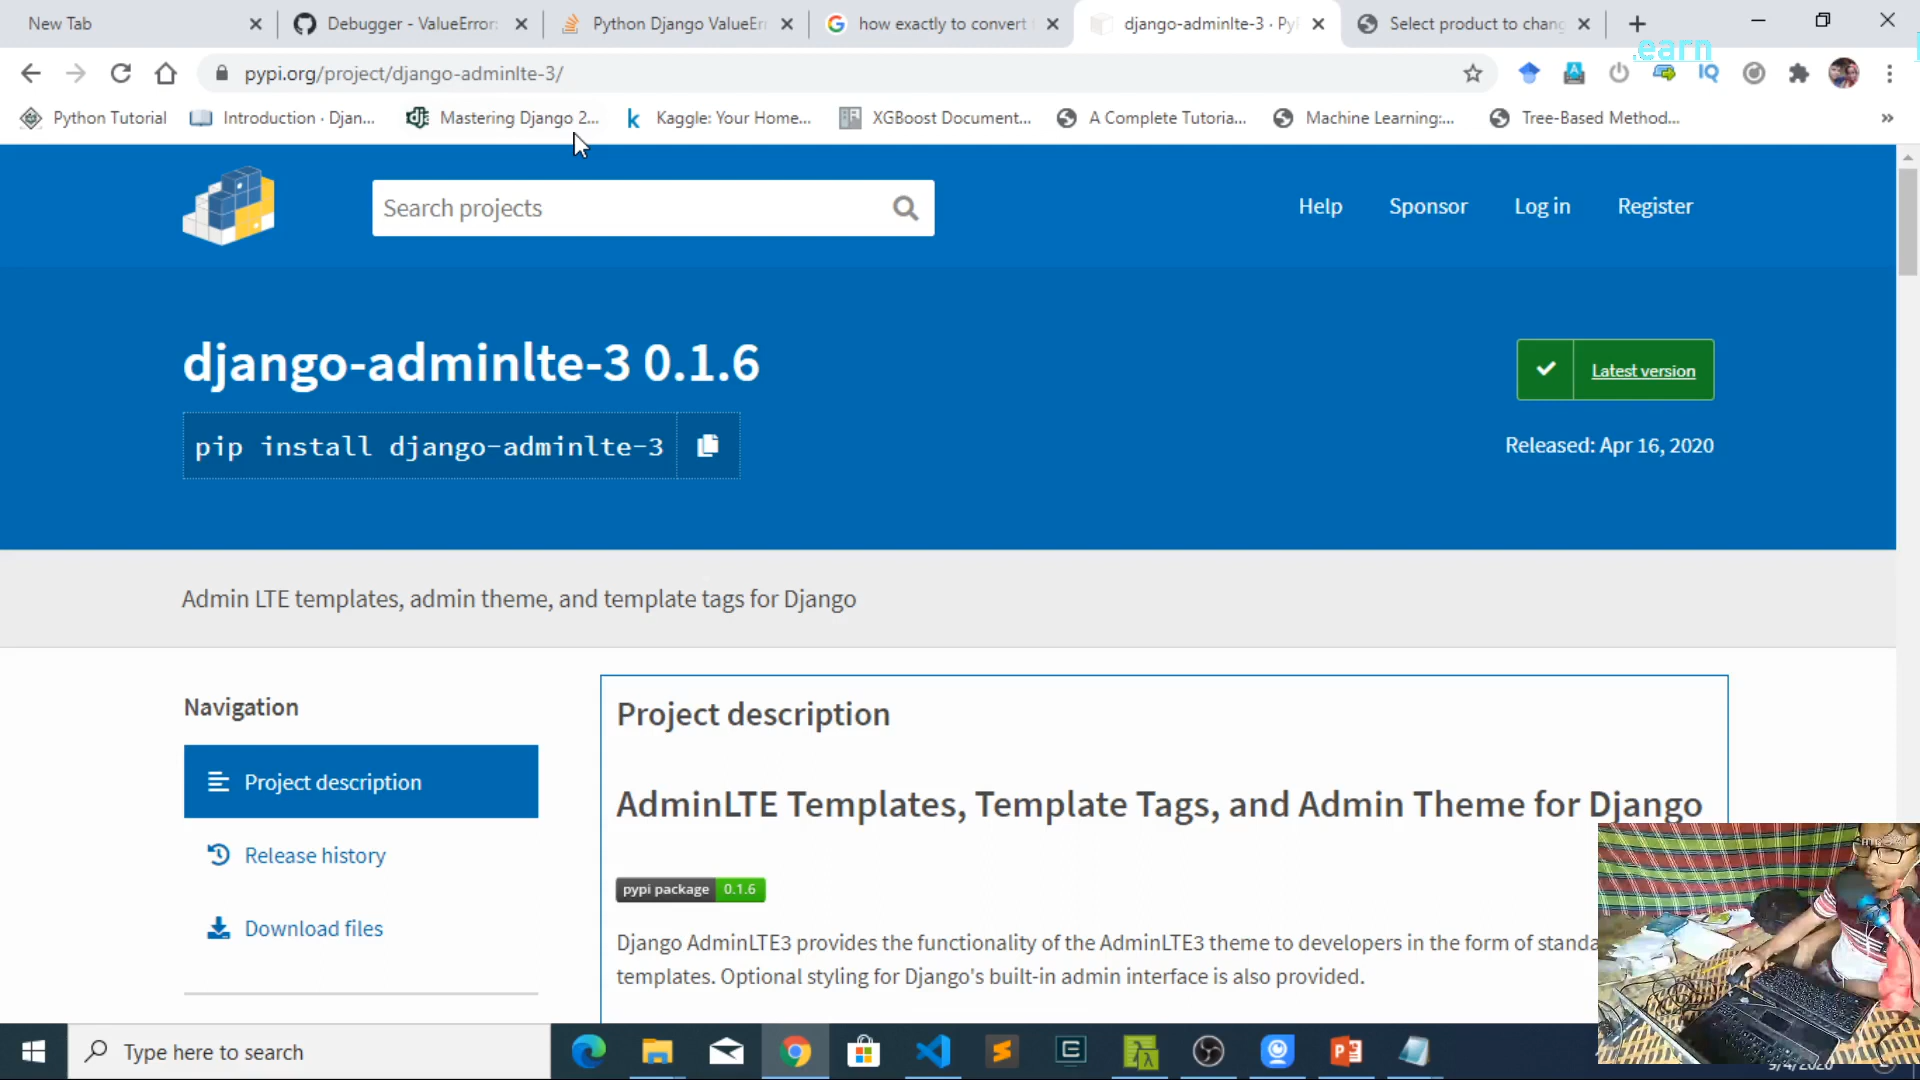 New Tab
Debugger - ValueError:
Python Django ValueErr
how exactly to convert
django-adminlte-3 · PyP
Select product to chang
earn
pypi.org/project/django-adminlte-3/
Python Tutorial
Introduction · Djan...
Mastering Django 2...
Kaggle: Your Home...
XGBoost Document...
A Complete Tutoria...
Machine Learning:...
Tree-Based Method...
»
Search projects
Help
Sponsor
Log in
Register
django-adminlte-3 0.1.6
Latest version
pip install django-adminlte-3
Released: Apr 16, 2020
Admin LTE templates, admin theme, and template tags for Django
Navigation
Project description
Release history
Download files
Project description
AdminLTE Templates, Template Tags, and Admin Theme for Django
pypi package 0.1.6
Django AdminLTE3 provides the functionality of the AdminLTE3 theme to developers in the form of standa
templates. Optional styling for Django's built-in admin interface is also provided.
Type here to search
9/4/2020